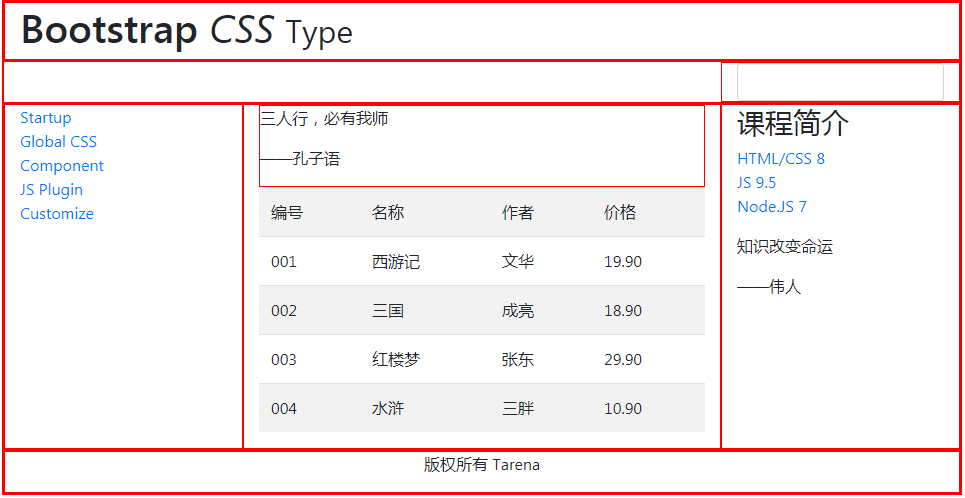 Bootstrap CSS Type
Startup
Global CSS
Component
JS Plugin
Customize
三人行，必有我师
——孔子语
编号 名称 作者 价格
001 西游记 文华 19.90
002 三国 成亮 18.90
003 红楼梦 张东 29.90
004 水浒 三胖 10.90
课程简介
HTML/CSS 8
JS 9.5
Node.JS 7
知识改变命运
——伟人
版权所有 Tarena